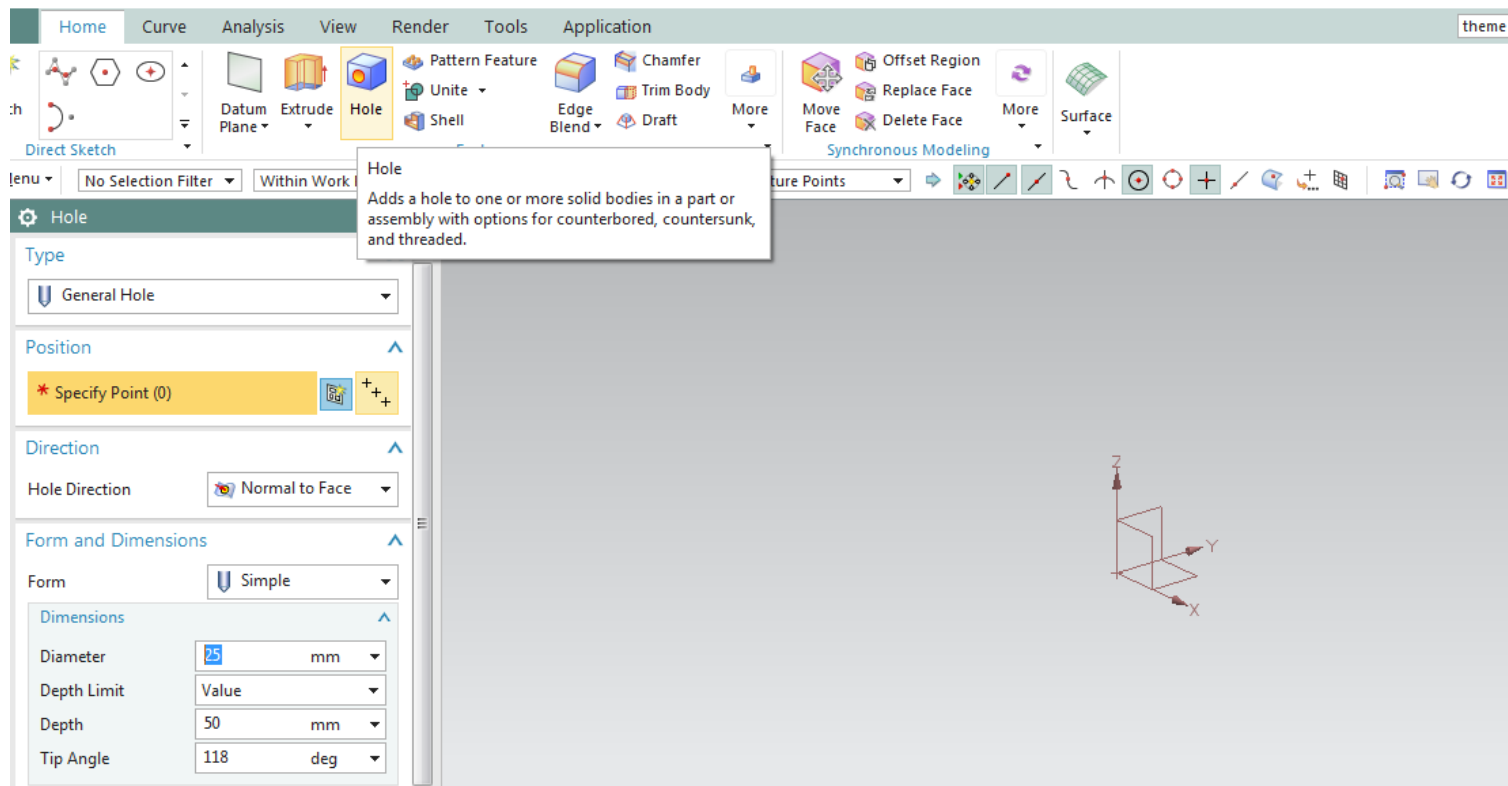 Home Curve Analysis View Render Tools Application
theme
Pattern Feature Chamfer Offset Region
Unite Trim Body Replace Face
Datum Plane Extrude Hole Edge Blend More Move Face More Surface
Shell Draft Delete Face
Direct Sketch Synchronous Modeling
No Selection Filter Within Work ture Points
Hole
Adds a hole to one or more solid bodies in a part or
assembly with options for counterbored, countersunk,
and threaded.
Hole
Type
General Hole
Position
* Specify Point (0)
Direction
Hole Direction Normal to Face
Form and Dimensions
Form Simple
Dimensions
Diameter 25 mm
Depth Limit Value
Depth 50 mm
Tip Angle 118 deg
Z
Y
X